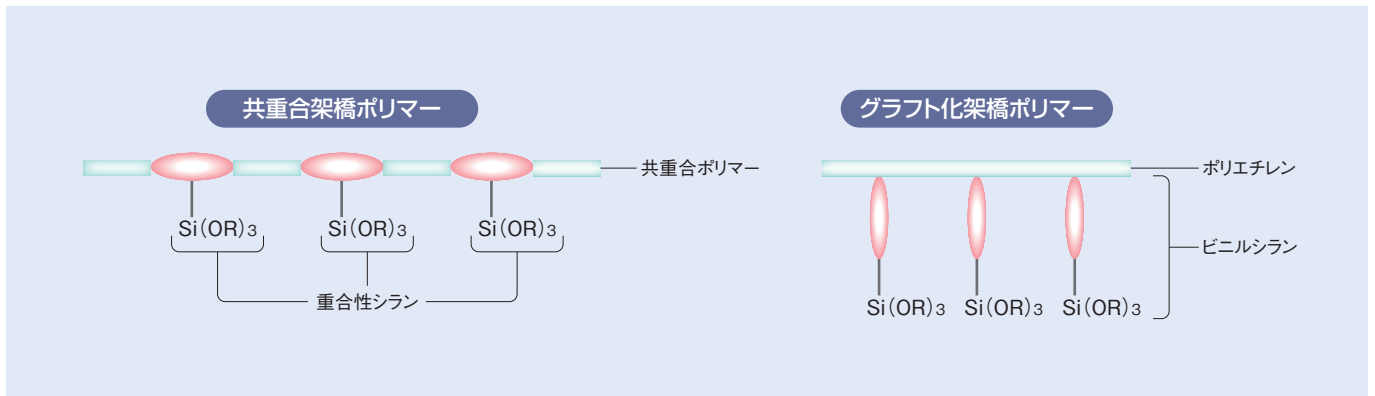 共重合架橋ポリマー
共重合ポリマー
Si(OR)3
Si(OR)3
Si(OR)3
重合性シラン
グラフト化架橋ポリマー
ポリエチレン
ビニルシラン
Si(OR)3
Si(OR)3
Si(OR)3